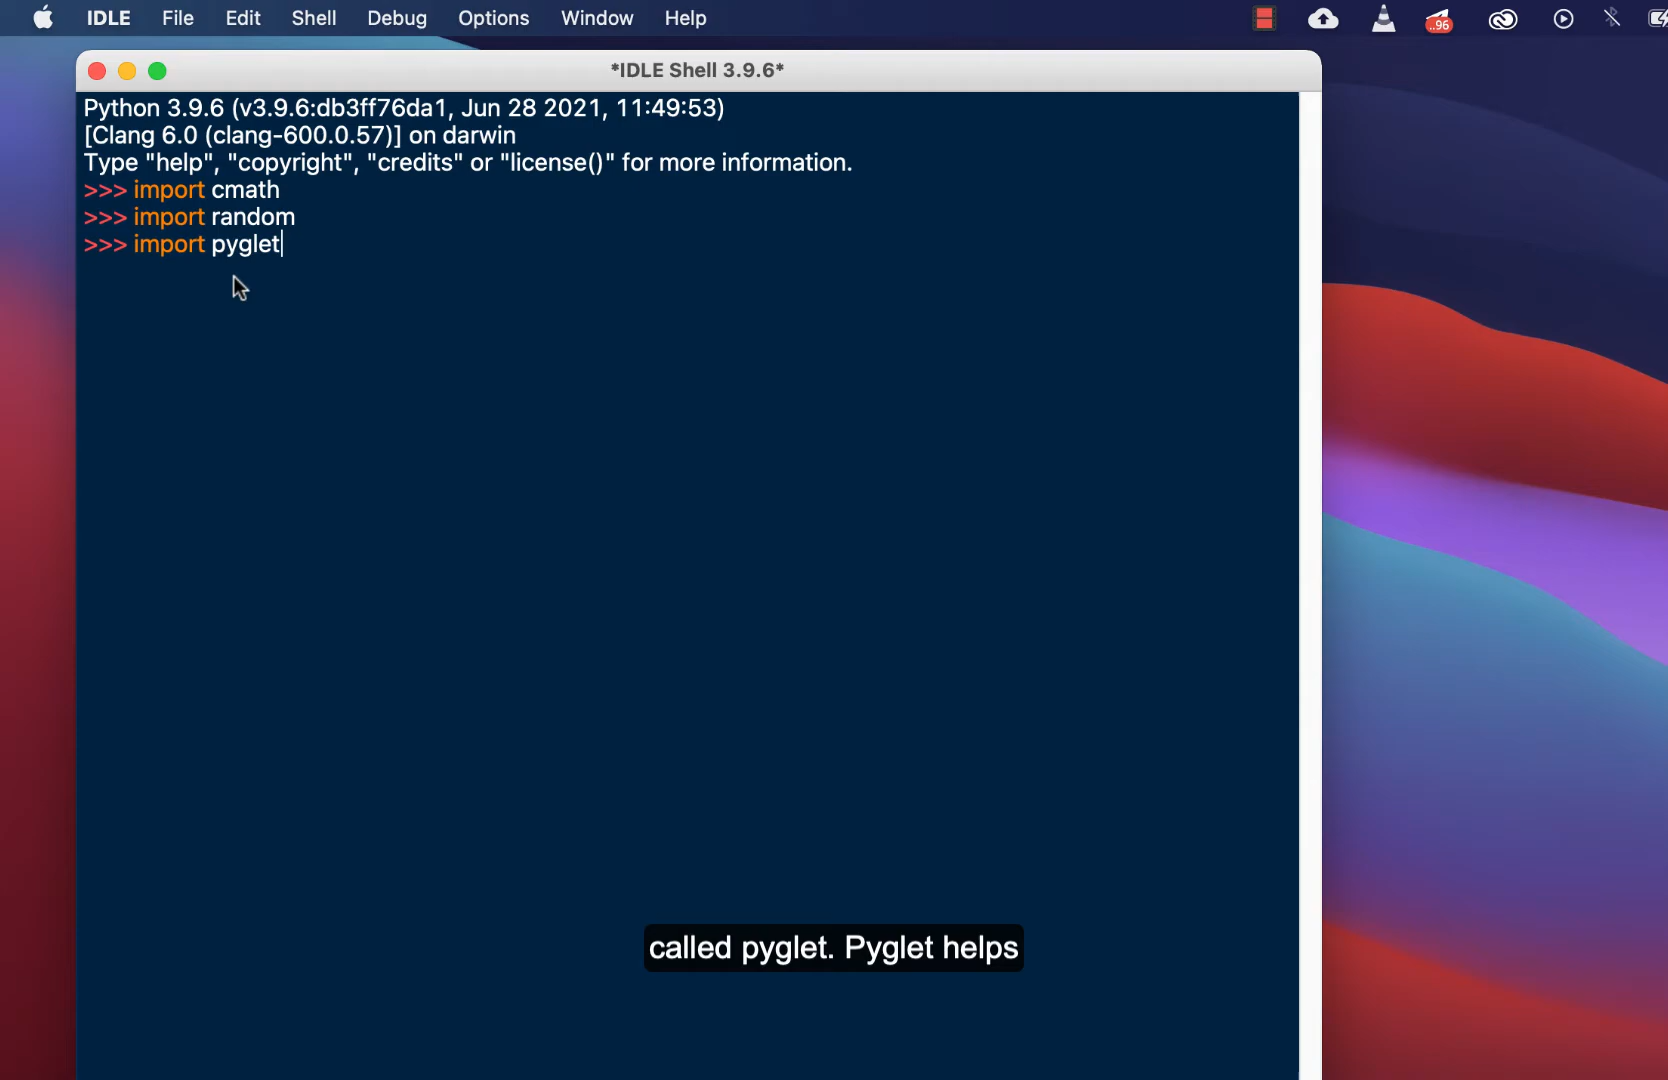 IDLE File Edit Shell Debug Options Window Help
..96
*IDLE Shell 3.9.6*
Python 3.9.6 (v3.9.6:db3ff76da1, Jun 28 2021, 11:49:53)
[Clang 6.0 (clang-600.0.57)] on darwin
Type "help", "copyright", "credits" or "license()" for more information.
>>> import cmath
>>> import random
>>> import pyglet
called pyglet. Pyglet helps